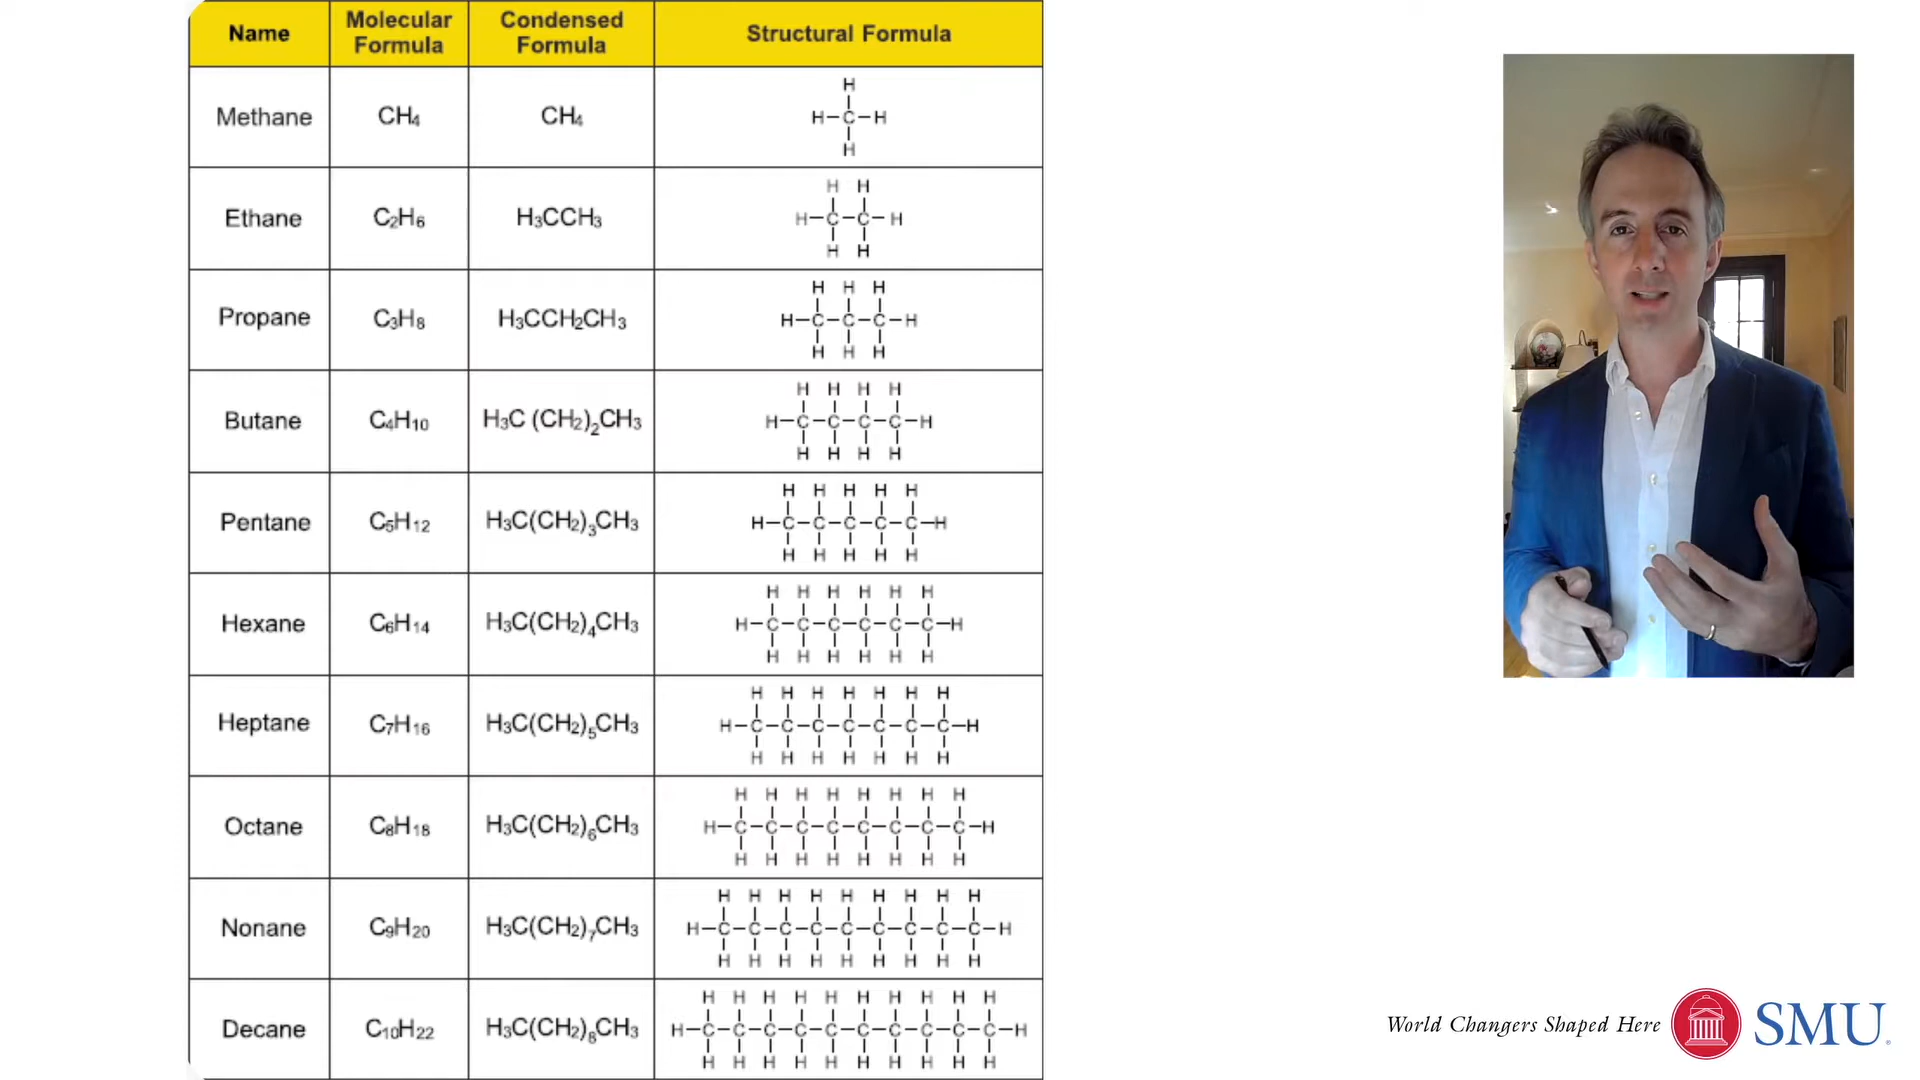 Name Molecular Formula Condensed Formula Structural Formula
Methane CH₄ CH₄
H
H–C–H
H
Ethane C₂H₆ H₃CCH₃
H H
H–C–C–H
H H
Propane C₃H₈ H₃CCH₂CH₃
H H H
H–C–C–C–H
H H H
Butane C₄H₁₀ H₃C (CH₂)₂CH₃
H H H H
H–C–C–C–C–H
H H H H
Pentane C₅H₁₂ H₃C(CH₂)₃CH₃
H H H H H
H–C–C–C–C–C–H
H H H H H
Hexane C₆H₁₄ H₃C(CH₂)₄CH₃
H H H H H H
H–C–C–C–C–C–C–H
H H H H H H
Heptane C₇H₁₆ H₃C(CH₂)₅CH₃
H H H H H H H
H–C–C–C–C–C–C–C–H
H H H H H H H
Octane C₈H₁₈ H₃C(CH₂)₆CH₃
H H H H H H H H
H–C–C–C–C–C–C–C–C–H
H H H H H H H H
Nonane C₉H₂₀ H₃C(CH₂)₇CH₃
H H H H H H H H H
H–C–C–C–C–C–C–C–C–C–H
H H H H H H H H H
Decane C₁₀H₂₂ H₃C(CH₂)₈CH₃
H H H H H H H H H H
H–C–C–C–C–C–C–C–C–C–C–H
H H H H H H H H H H
World Changers Shaped Here SMU®